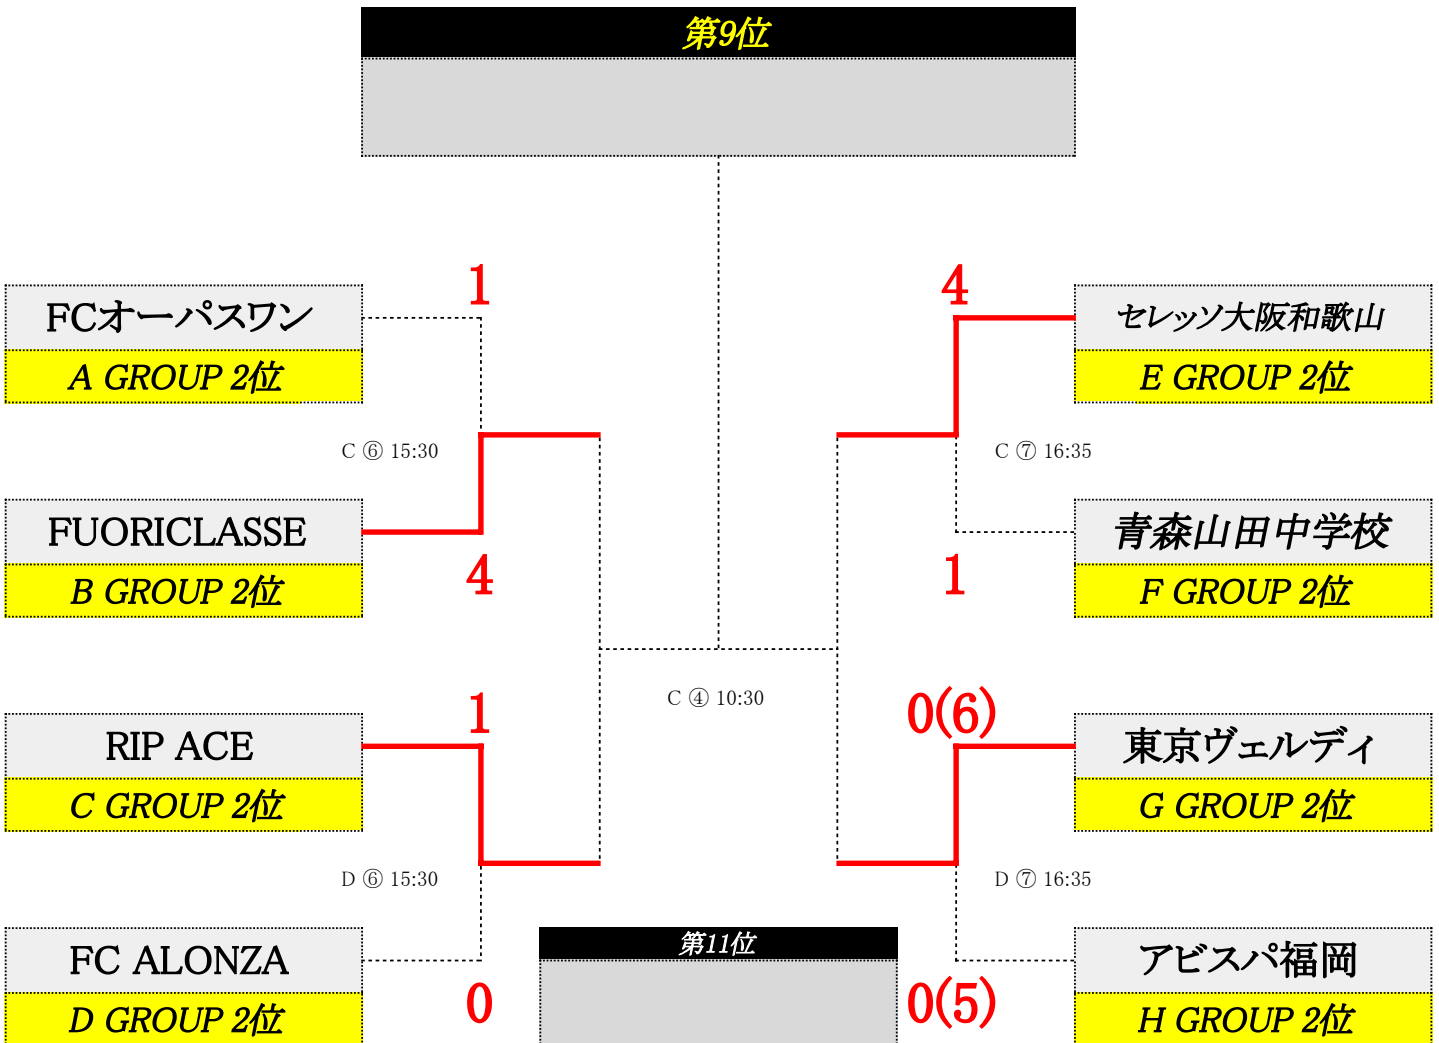 第9位
1
4
FCオーパスワン
セレッソ大阪和歌山
A GROUP 2位
E GROUP 2位
C ⑥ 15:30
C ⑦ 16:35
FUORICLASSE
青森山田中学校
4
1
B GROUP 2位
F GROUP 2位
1
C ④ 10:30
0(6)
RIP ACE
東京ヴェルディ
C GROUP 2位
G GROUP 2位
D ⑥ 15:30
D ⑦ 16:35
第11位
FC ALONZA
アビスパ福岡
0
0(5)
D GROUP 2位
H GROUP 2位